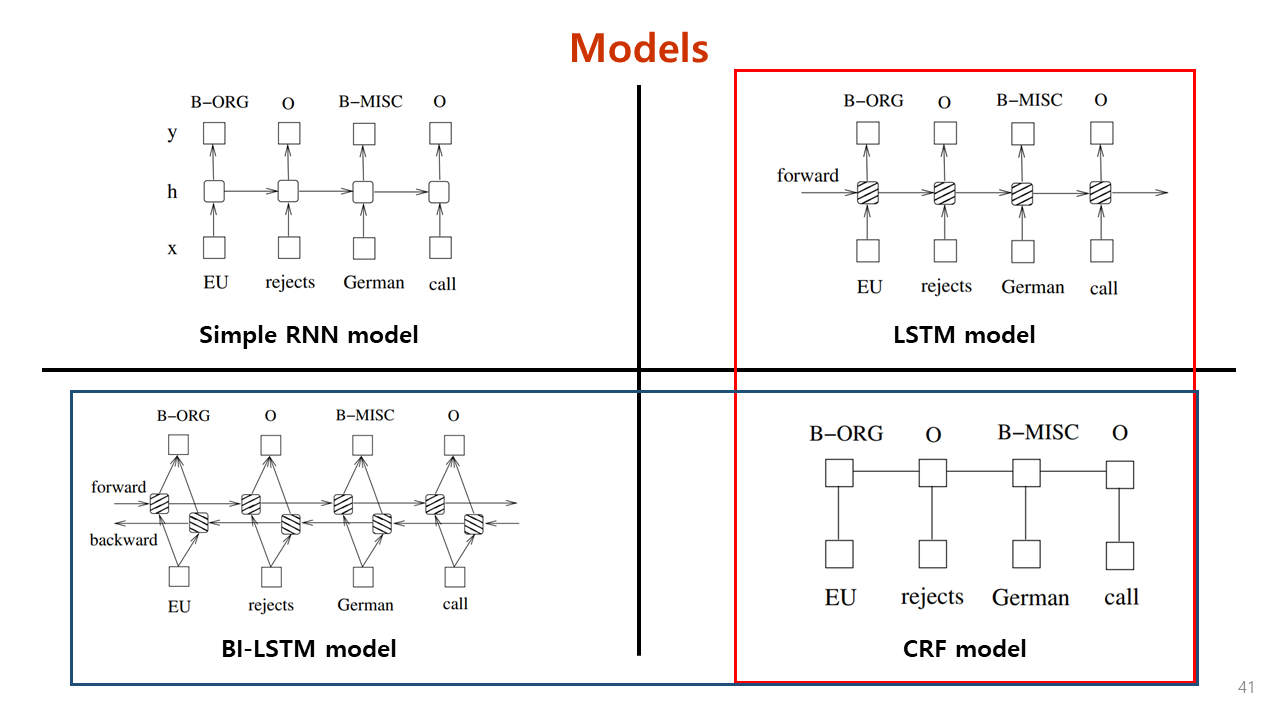 Models
B−ORG O B−MISC O
y
h
x
EU rejects German call
Simple RNN model
B−ORG O B−MISC O
forward
EU rejects German call
LSTM model
B−ORG O B−MISC O
forward
backward
EU rejects German call
BI-LSTM model
B−ORG O B−MISC O
EU rejects German call
CRF model
41